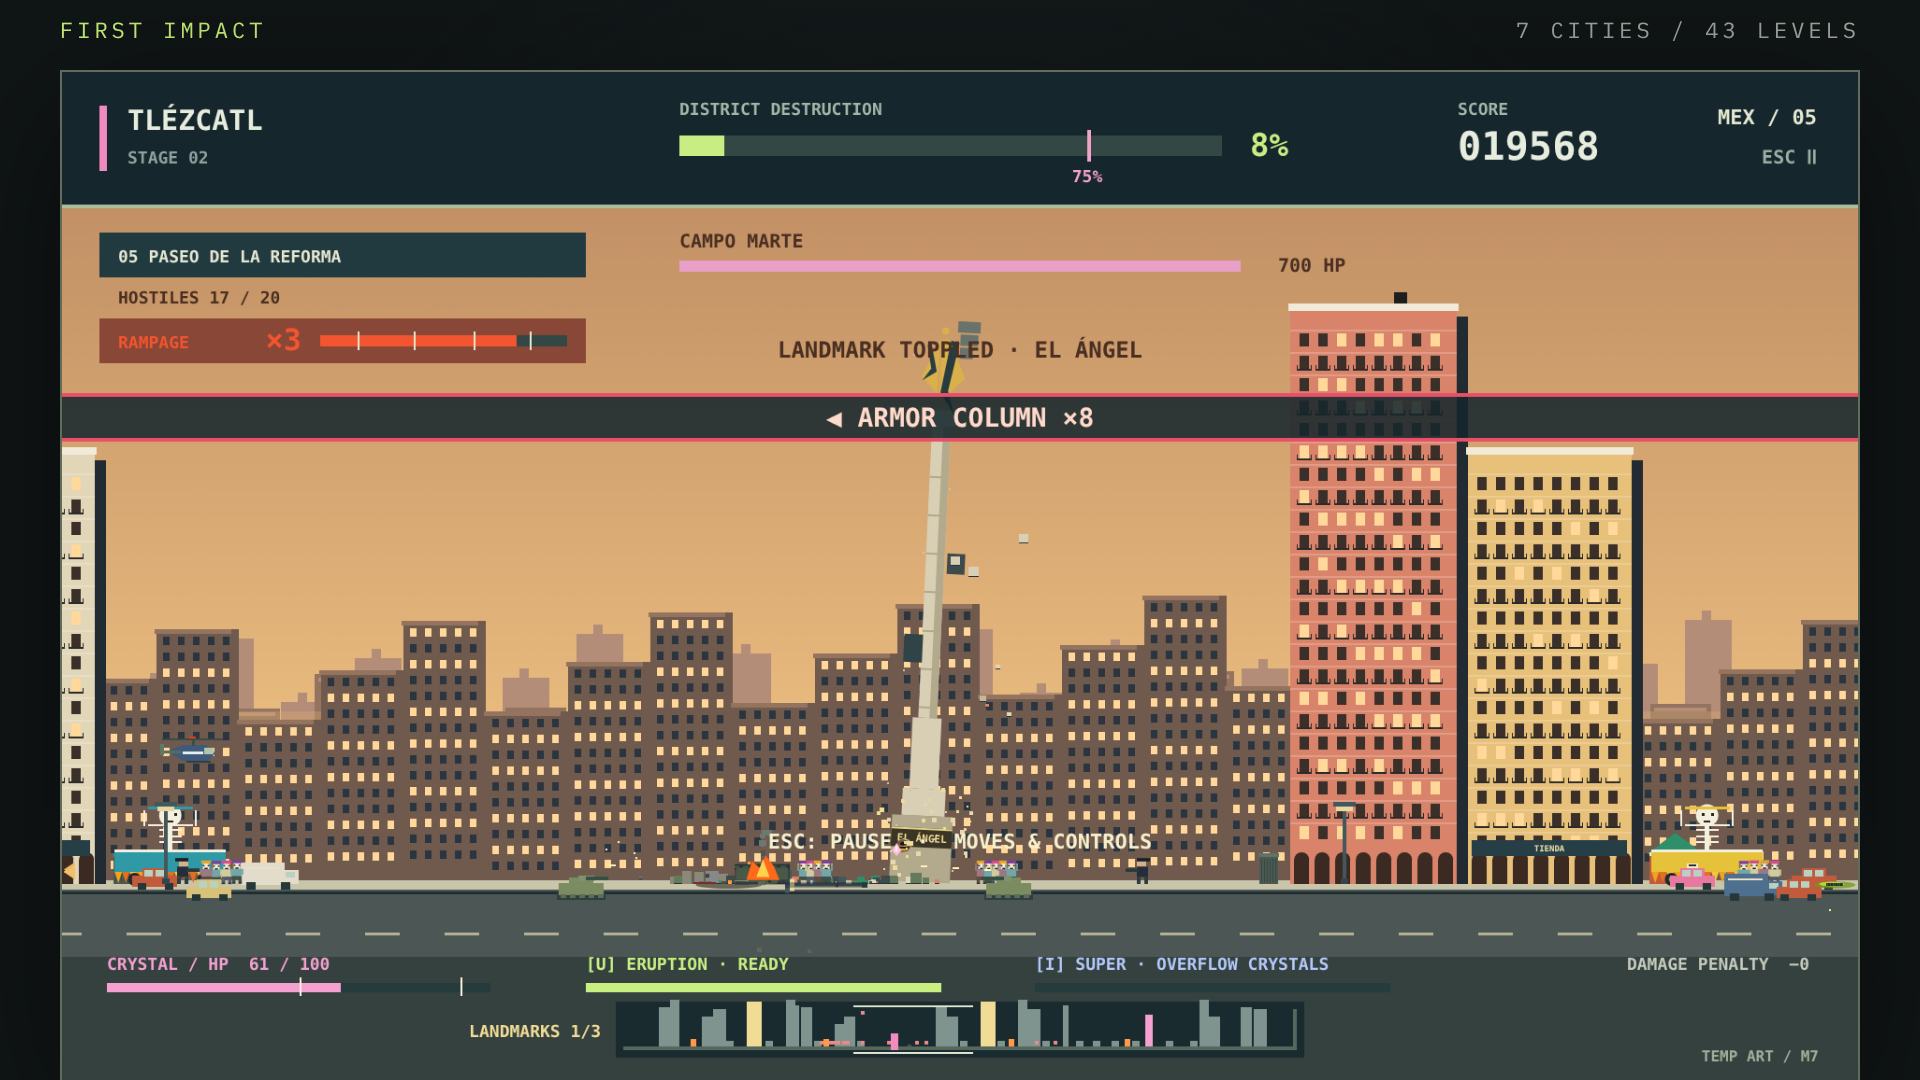 FIRST IMPACT
7 CITIES / 43 LEVELS
TLÉZCATL
STAGE 02
DISTRICT DESTRUCTION
8%
75%
SCORE
019568
MEX / 05
ESC II
05 PASEO DE LA REFORMA
HOSTILES 17 / 20
RAMPAGE ×3
CAMPO MARTE
700 HP
LANDMARK TOPPLED · EL ÁNGEL
◀ ARMOR COLUMN ×8
EL ÁNGEL
ESC: PAUSE MOVES & CONTROLS
TIENDA
CRYSTAL / HP 61 / 100
[U] ERUPTION · READY
[I] SUPER · OVERFLOW CRYSTALS
DAMAGE PENALTY −0
LANDMARKS 1/3
TEMP ART / M7